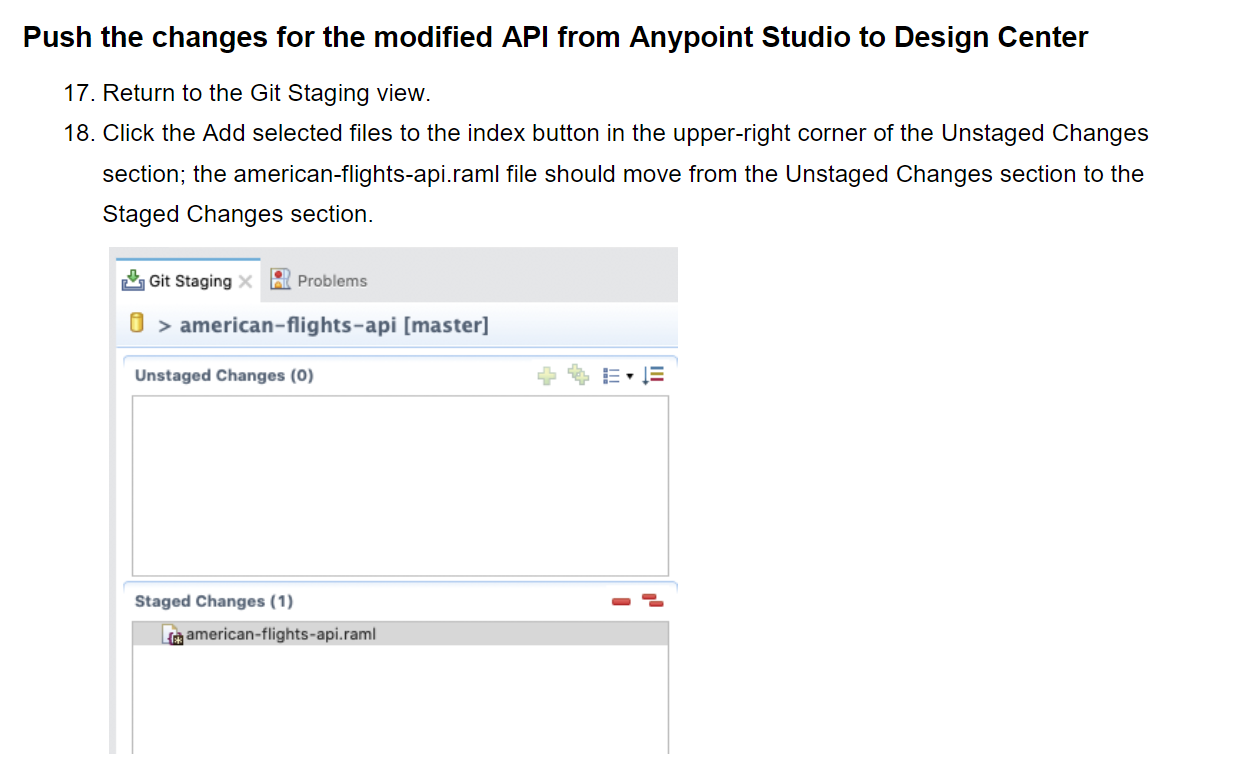 Push the changes for the modified API from Anypoint Studio to Design Center
17. Return to the Git Staging view.
18. Click the Add selected files to the index button in the upper-right corner of the Unstaged Changes
section; the american-flights-api.raml file should move from the Unstaged Changes section to the
Staged Changes section.
Git Staging Problems
> american-flights-api [master]
Unstaged Changes (0)
Staged Changes (1)
american-flights-api.raml